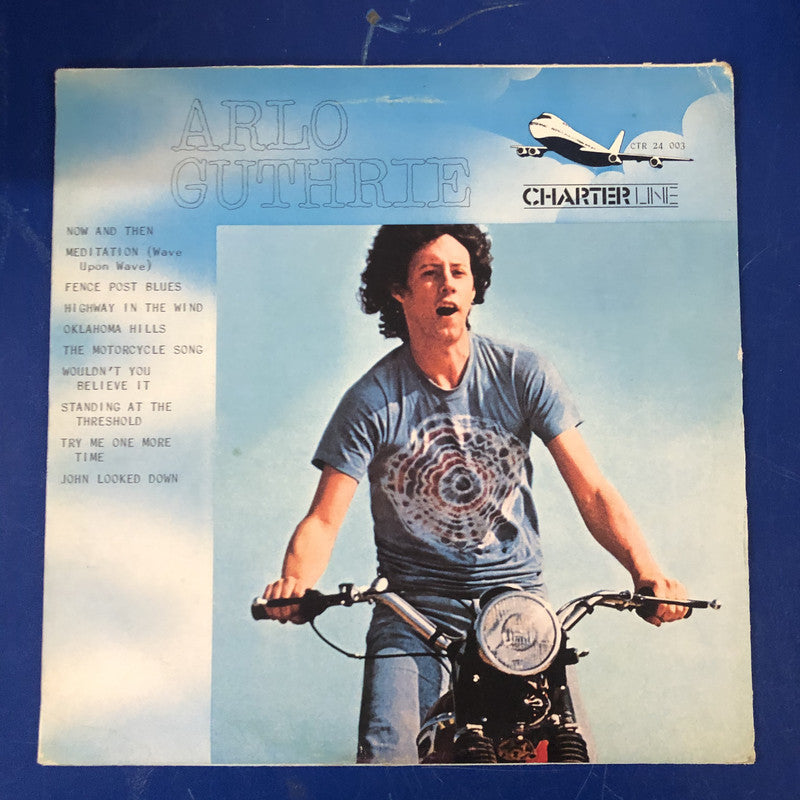 ARLO
GUTHRIE
CTR 24 003
CHARTER LINE
NOW AND THEN
MEDITATION (Wave
Upon Wave)
FENCE POST BLUES
HIGHWAY IN THE WIND
OKLAHOMA HILLS
THE MOTORCYCLE SONG
WOULDN'T YOU
BELIEVE IT
STANDING AT THE
THRESHOLD
TRY ME ONE MORE
TIME
JOHN LOOKED DOWN